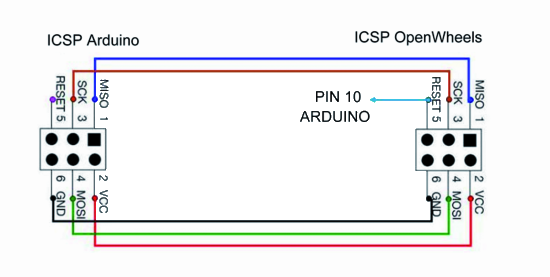 ICSP Arduino
ICSP OpenWheels
RESET 5
SCK 3
MISO 1
PIN 10
ARDUINO
RESET 5
SCK 3
MISO 1
6 GND
4 MOSI
2 VCC
6 GND
4 MOSI
2 VCC